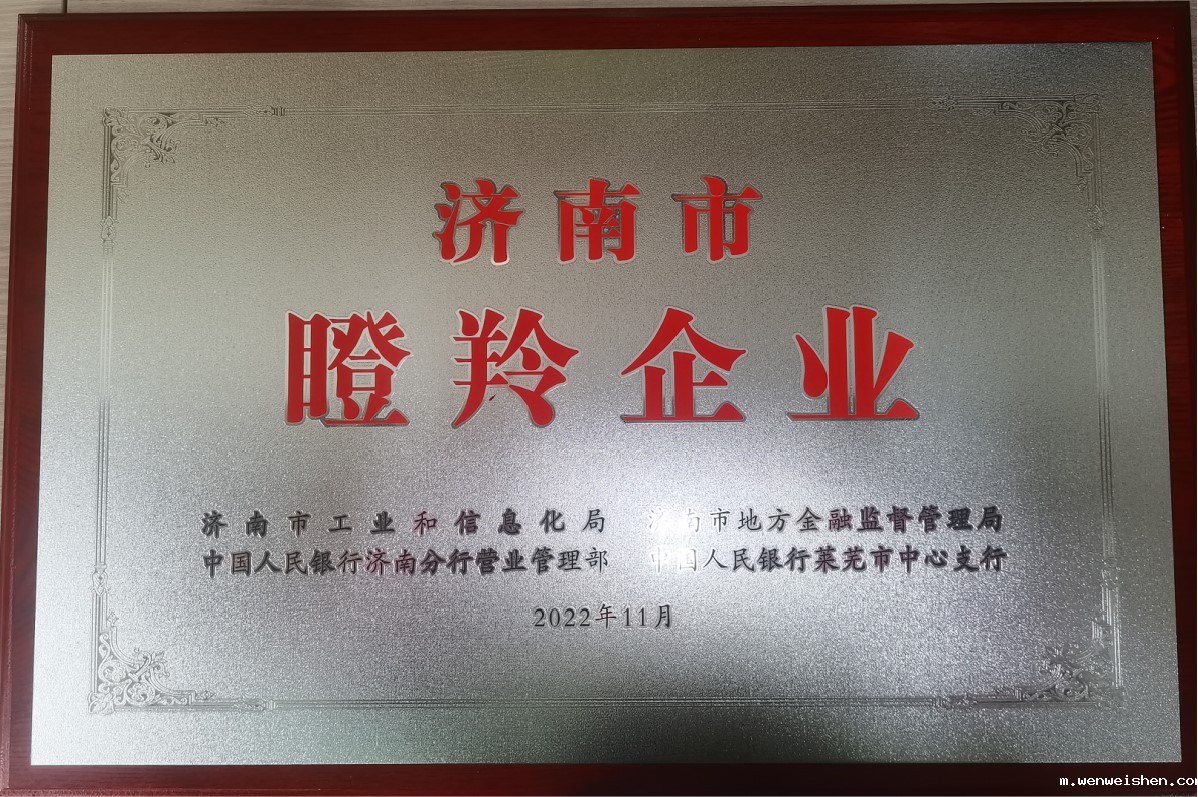 济南市
瞪羚企业
济南市工业和信息化局 济南市地方金融监督管理局
中国人民银行济南分行营业管理部 中国人民银行莱芜市中心支行
2022年11月
m.wenweishen.co